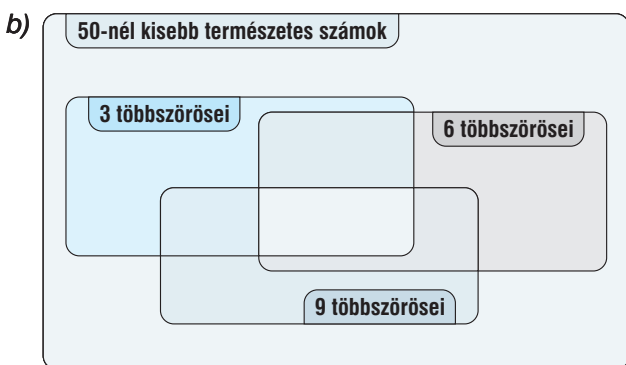 b)
50-nél kisebb természetes számok
3 többszörösei
6 többszörösei
9 többszörösei